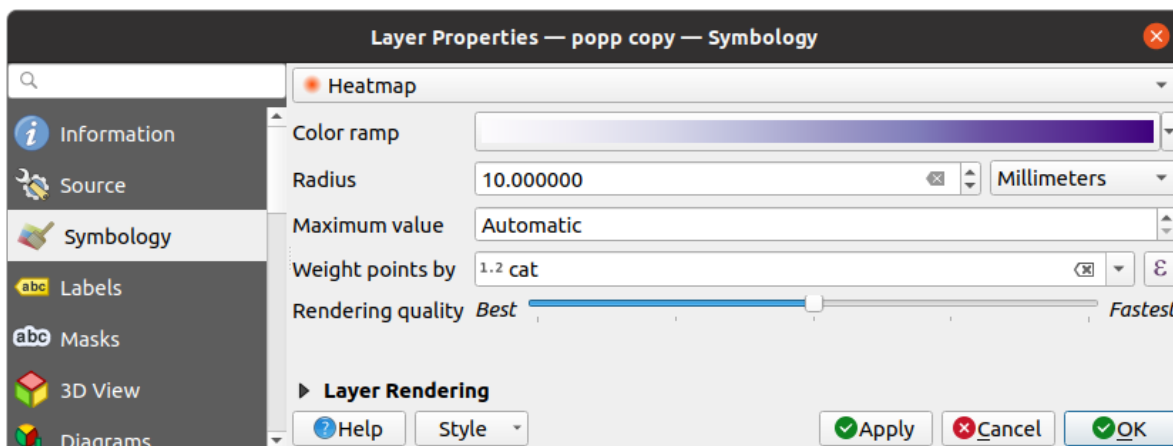 Layer Properties — popp copy — Symbology
Heatmap
Information
Color ramp
Source
Radius
10.000000
Millimeters
Symbology
Maximum value
Automatic
Weight points by
1.2 cat
ε
abc Labels
Rendering quality
Best
Fastest
abc Masks
3D View
Layer Rendering
Diagrams
Help
Style
Apply
Cancel
OK